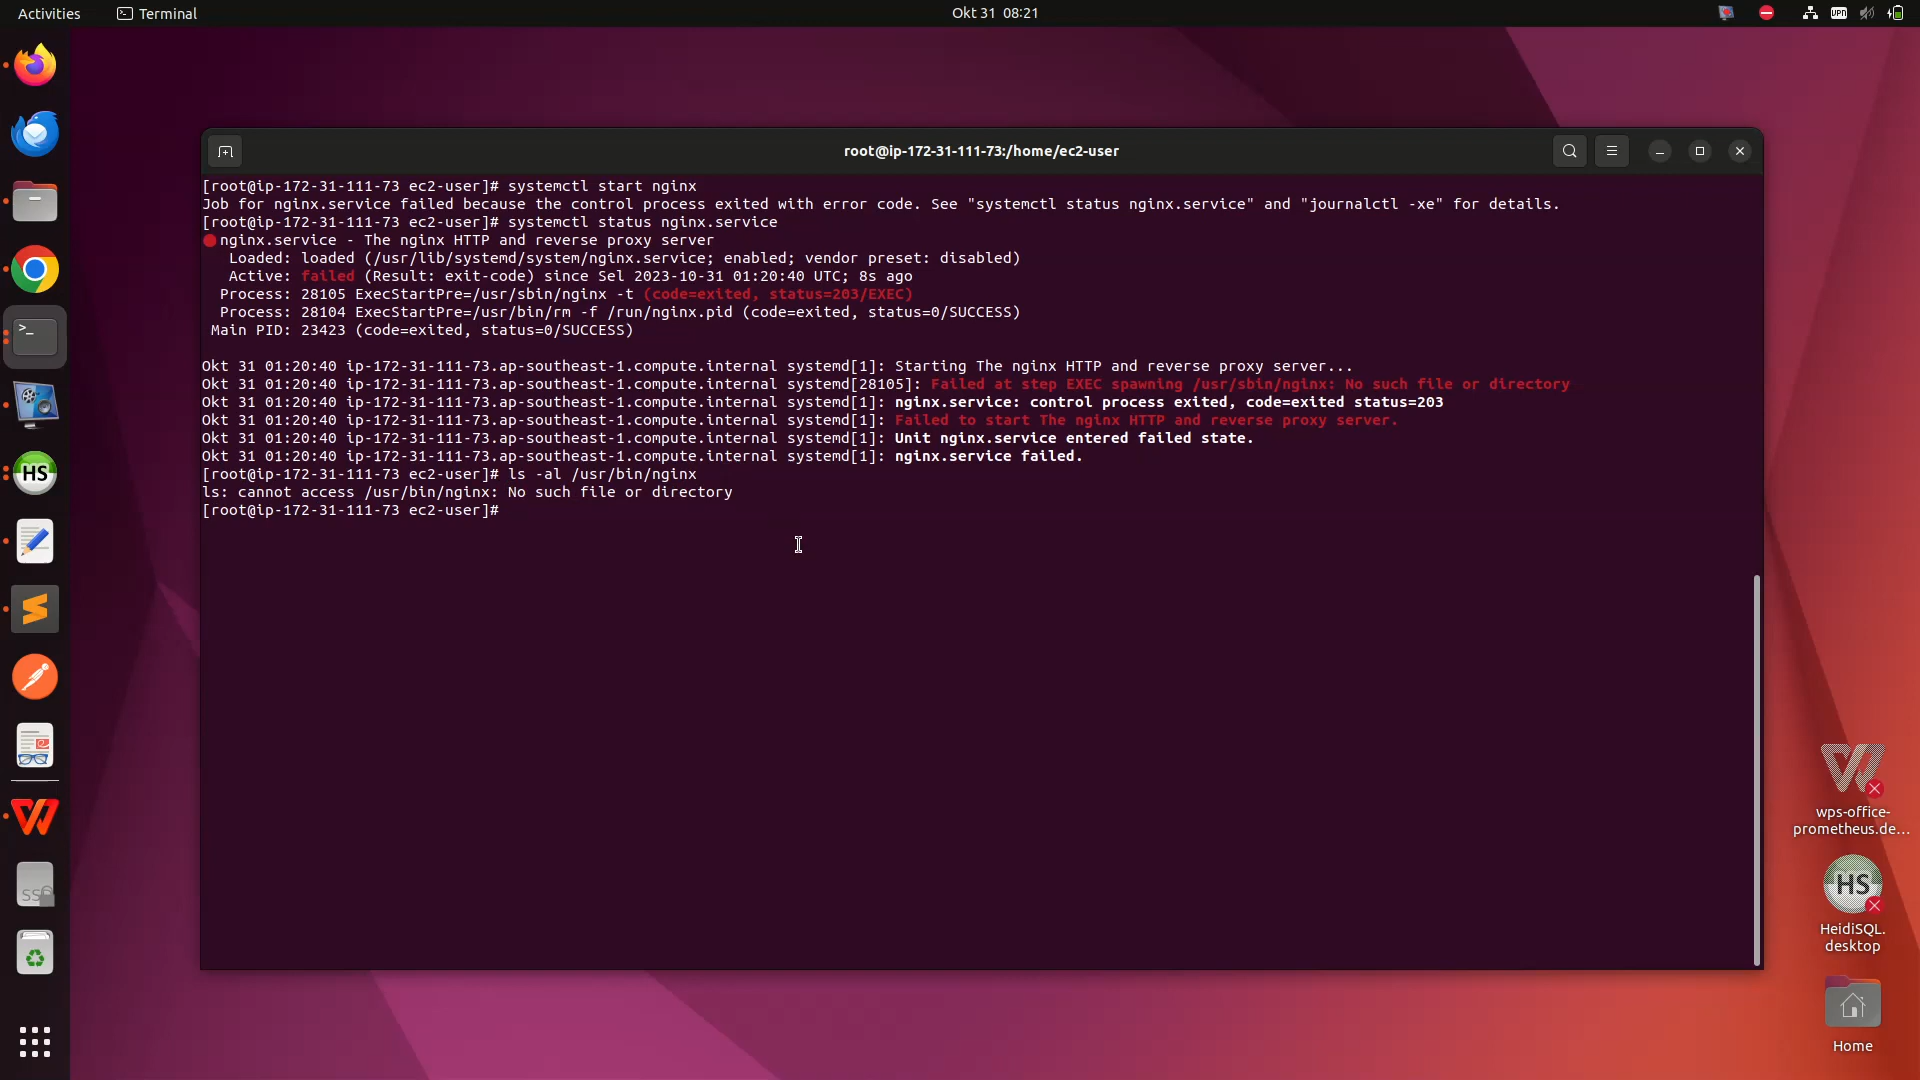 Activities
Terminal
Okt 31 08:21
VPN
root@ip-172-31-111-73:/home/ec2-user
[root@ip-172-31-111-73 ec2-user]# systemctl start nginx
Job for nginx.service failed because the control process exited with error code. See "systemctl status nginx.service" and "journalctl -xe" for details.
[root@ip-172-31-111-73 ec2-user]# systemctl status nginx.service
● nginx.service - The nginx HTTP and reverse proxy server
   Loaded: loaded (/usr/lib/systemd/system/nginx.service; enabled; vendor preset: disabled)
   Active: failed (Result: exit-code) since Sel 2023-10-31 01:20:40 UTC; 8s ago
  Process: 28105 ExecStartPre=/usr/sbin/nginx -t (code=exited, status=203/EXEC)
  Process: 28104 ExecStartPre=/usr/bin/rm -f /run/nginx.pid (code=exited, status=0/SUCCESS)
 Main PID: 23423 (code=exited, status=0/SUCCESS)
Okt 31 01:20:40 ip-172-31-111-73.ap-southeast-1.compute.internal systemd[1]: Starting The nginx HTTP and reverse proxy server...
Okt 31 01:20:40 ip-172-31-111-73.ap-southeast-1.compute.internal systemd[28105]: Failed at step EXEC spawning /usr/sbin/nginx: No such file or directory
Okt 31 01:20:40 ip-172-31-111-73.ap-southeast-1.compute.internal systemd[1]: nginx.service: control process exited, code=exited status=203
Okt 31 01:20:40 ip-172-31-111-73.ap-southeast-1.compute.internal systemd[1]: Failed to start The nginx HTTP and reverse proxy server.
Okt 31 01:20:40 ip-172-31-111-73.ap-southeast-1.compute.internal systemd[1]: Unit nginx.service entered failed state.
Okt 31 01:20:40 ip-172-31-111-73.ap-southeast-1.compute.internal systemd[1]: nginx.service failed.
[root@ip-172-31-111-73 ec2-user]# ls -al /usr/bin/nginx
ls: cannot access /usr/bin/nginx: No such file or directory
[root@ip-172-31-111-73 ec2-user]#
HS
SSD
wps-office-
prometheus.de...
HS
HeidiSQL.
desktop
Home